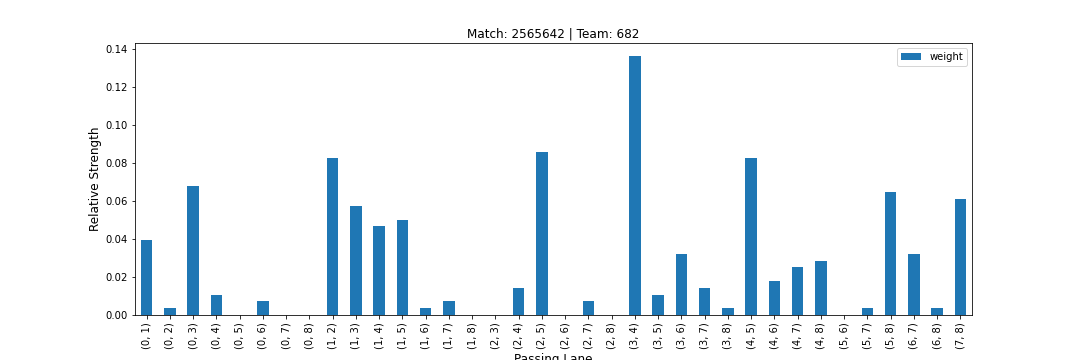 Match: 2565642 | Team: 682
weight
Relative Strength
0.14
0.12
0.10
0.08
0.06
0.04
0.02
0.00
(0, 1) (0, 2) (0, 3) (0, 4) (0, 5) (0, 6) (0, 7) (0, 8) (1, 2) (1, 3) (1, 4) (1, 5) (1, 6) (1, 7) (1, 8) (2, 3) (2, 4) (2, 5) (2, 6) (2, 7) (2, 8) (3, 4) (3, 5) (3, 6) (3, 7) (3, 8) (4, 5) (4, 6) (4, 7) (4, 8) (5, 6) (5, 7) (5, 8) (6, 7) (6, 8) (7, 8)
Passing Lane